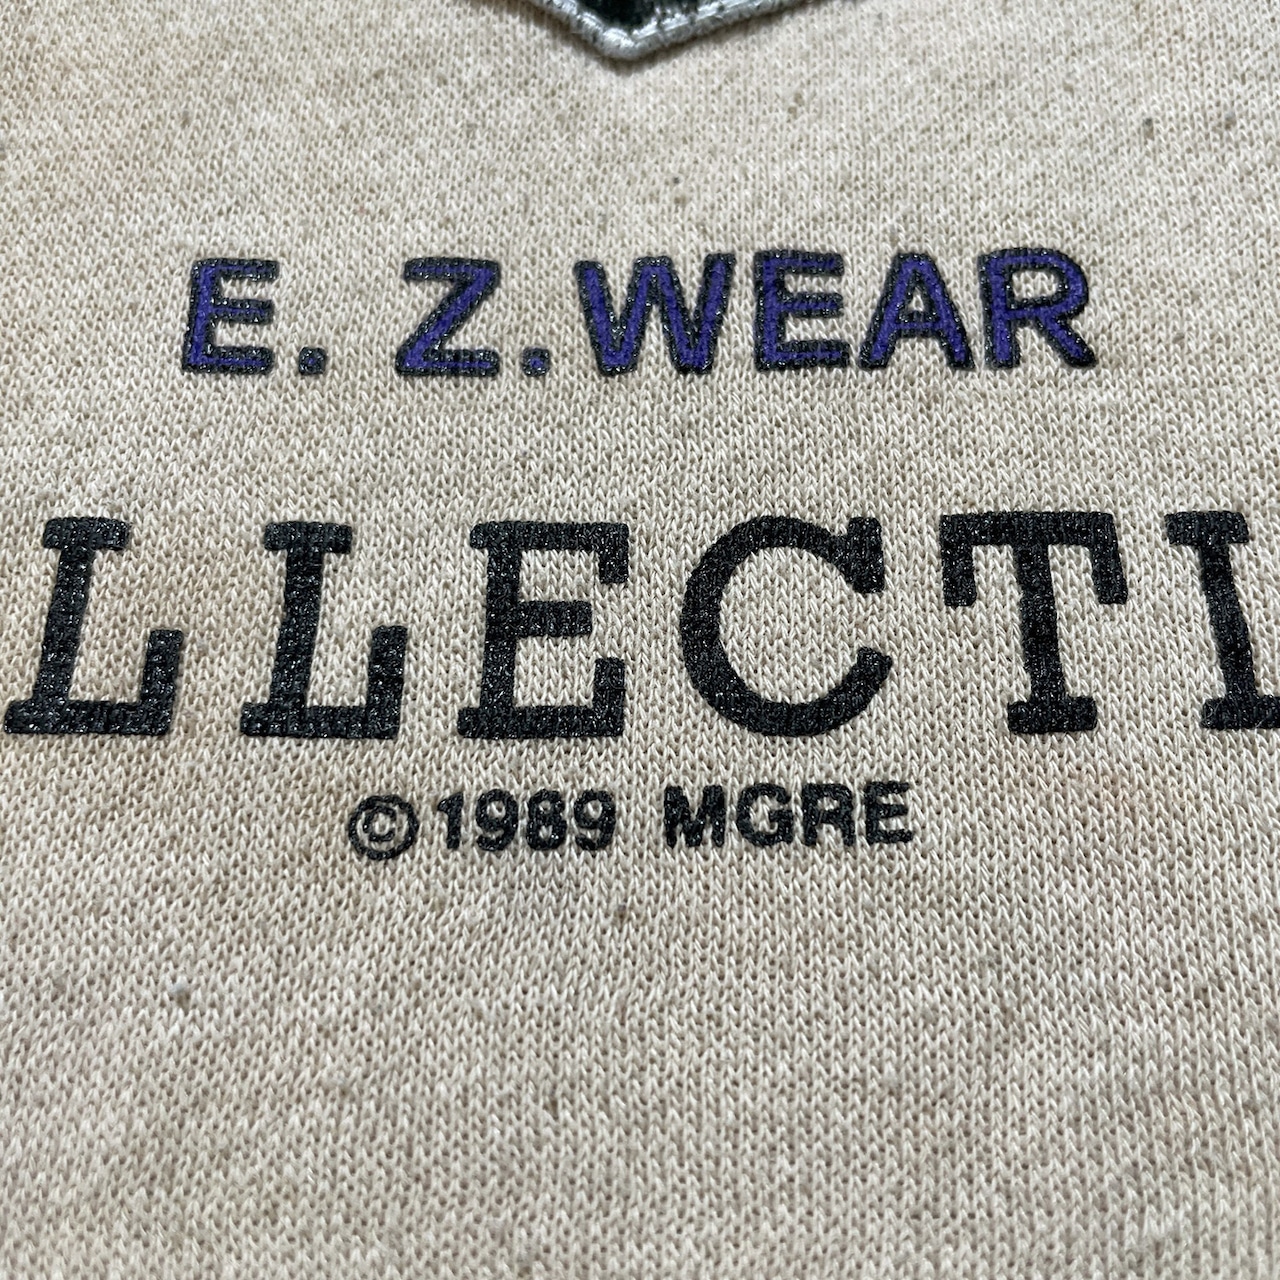 E. Z. WEAR
LLECTI
©1989 MGRE